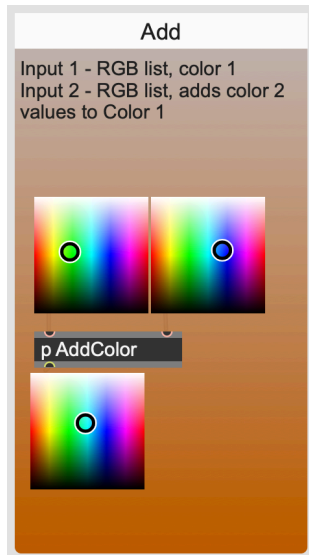 Add
Input 1 - RGB list, color 1
Input 2 - RGB list, adds color 2
values to Color 1
p AddColor